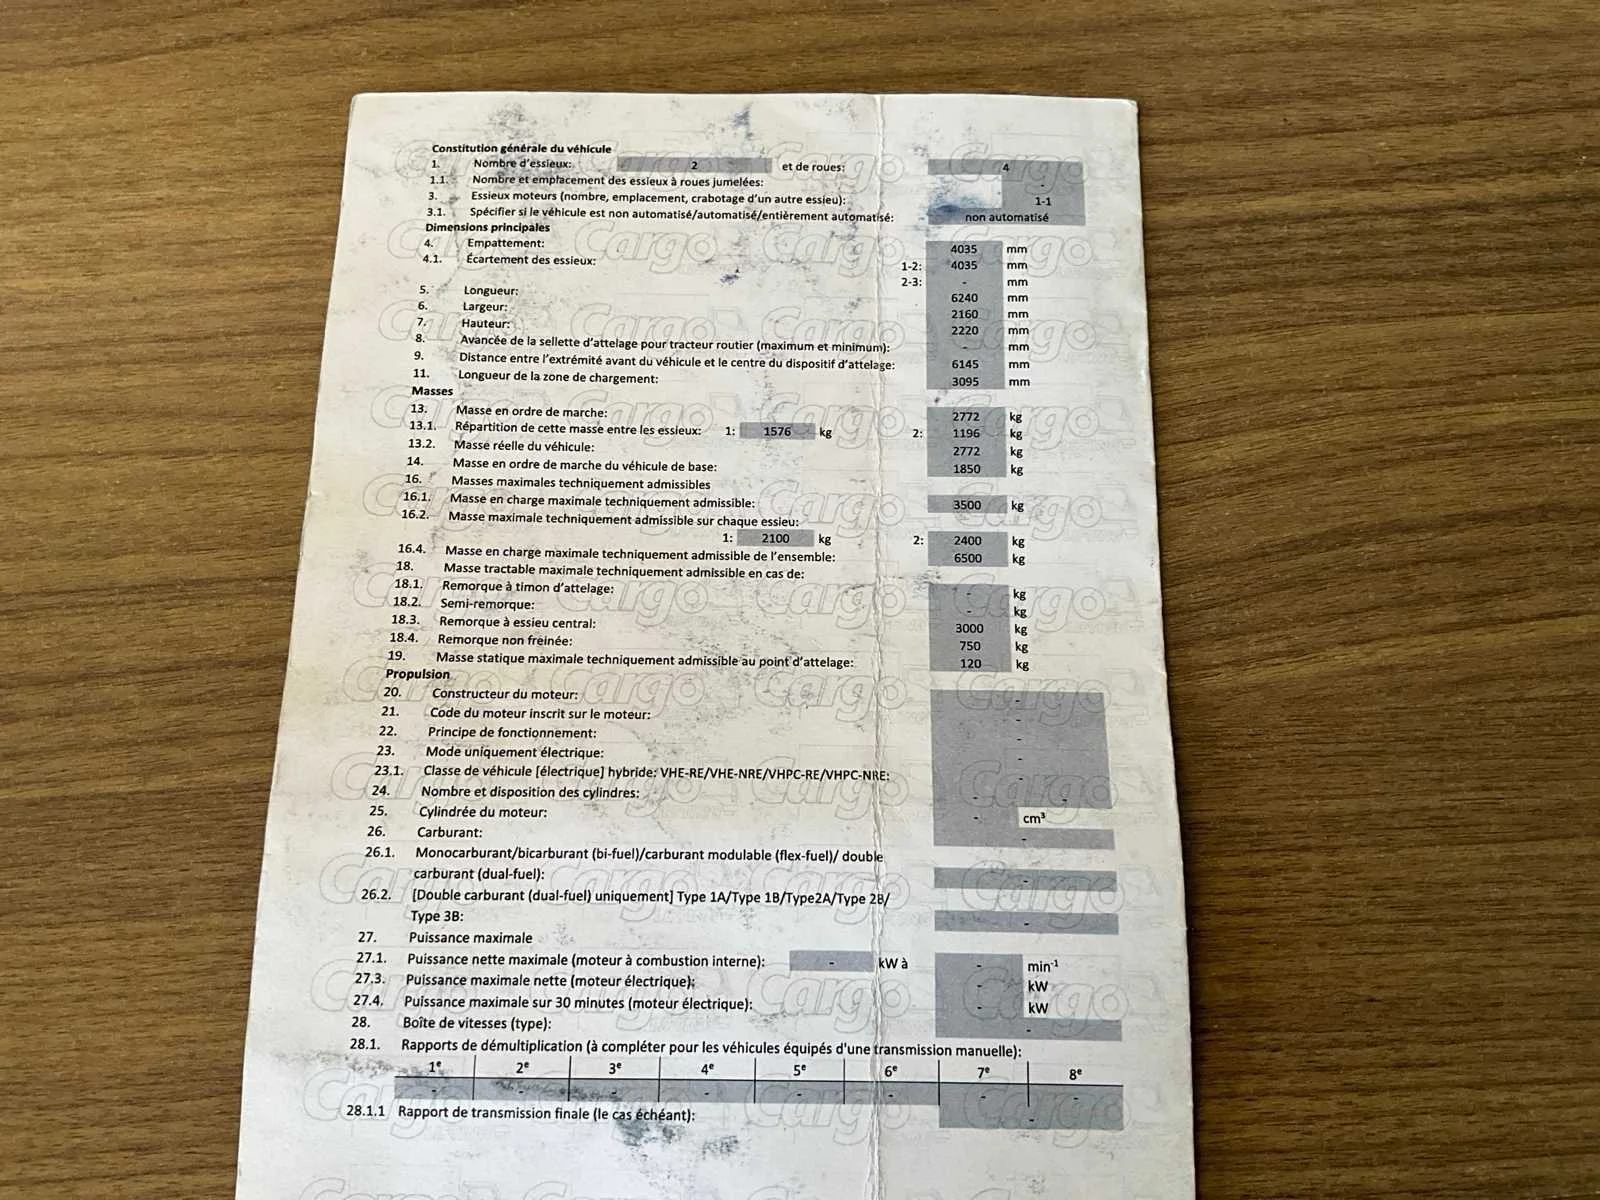 Constitution générale du véhicule
1. Nombre d'essieux: 2 et de roues: 4
1.1. Nombre et emplacement des essieux à roues jumelées: -
3. Essieux moteurs (nombre, emplacement, crabotage d'un autre essieu): 1-1
3.1. Spécifier si le véhicule est non automatisé/automatisé/entièrement automatisé: non automatisé
Dimensions principales
4. Empattement: 4035 mm
4.1. Écartement des essieux: 1-2: 4035 mm
2-3: - mm
5. Longueur: 6240 mm
6. Largeur: 2160 mm
7. Hauteur: 2220 mm
8. Avancée de la sellette d'attelage pour tracteur routier (maximum et minimum): - mm
9. Distance entre l'extrémité avant du véhicule et le centre du dispositif d'attelage: 6145 mm
11. Longueur de la zone de chargement: 3095 mm
Masses
13. Masse en ordre de marche: 2772 kg
13.1. Répartition de cette masse entre les essieux: 1: 1576 kg 2: 1196 kg
13.2. Masse réelle du véhicule: 2772 kg
14. Masse en ordre de marche du véhicule de base: 1850 kg
16. Masses maximales techniquement admissibles
16.1. Masse en charge maximale techniquement admissible: 3500 kg
16.2. Masse maximale techniquement admissible sur chaque essieu:
1: 2100 kg 2: 2400 kg
16.4. Masse en charge maximale techniquement admissible de l'ensemble: 6500 kg
18. Masse tractable maximale techniquement admissible en cas de:
18.1. Remorque à timon d'attelage: - kg
18.2. Semi-remorque: - kg
18.3. Remorque à essieu central: 3000 kg
18.4. Remorque non freinée: 750 kg
19. Masse statique maximale techniquement admissible au point d'attelage: 120 kg
Propulsion
20. Constructeur du moteur: -
21. Code du moteur inscrit sur le moteur: -
22. Principe de fonctionnement: -
23. Mode uniquement électrique: -
23.1. Classe de véhicule [électrique] hybride: VHE-RE/VHE-NRE/VHPC-RE/VHPC-NRE: -
24. Nombre et disposition des cylindres: - -
25. Cylindrée du moteur: - cm³
26. Carburant: -
26.1. Monocarburant/bicarburant (bi-fuel)/carburant modulable (flex-fuel)/ double
carburant (dual-fuel): -
26.2. [Double carburant (dual-fuel) uniquement] Type 1A/Type 1B/Type2A/Type 2B/
Type 3B: -
27. Puissance maximale
27.1. Puissance nette maximale (moteur à combustion interne): - kW à - min⁻¹
27.3. Puissance maximale nette (moteur électrique): - kW
27.4. Puissance maximale sur 30 minutes (moteur électrique): - kW
28. Boîte de vitesses (type): -
28.1. Rapports de démultiplication (à compléter pour les véhicules équipés d'une transmission manuelle):
1e 2e 3e 4e 5e 6e 7e 8e
- - - - - - - -
28.1.1 Rapport de transmission finale (le cas échéant): -